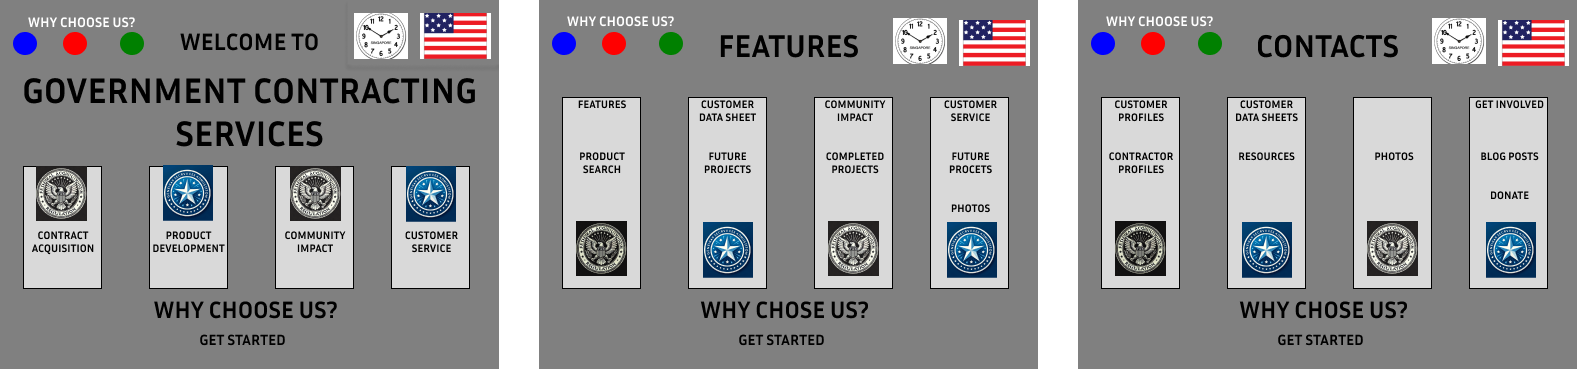 WHY CHOOSE US?
WELCOME TO
GOVERNMENT CONTRACTING
SERVICES
CONTRACT
ACQUISITION
PRODUCT
DEVELOPMENT
COMMUNITY
IMPACT
CUSTOMER
SERVICE
WHY CHOOSE US?
GET STARTED
WHY CHOOSE US?
FEATURES
FEATURES
PRODUCT
SEARCH
CUSTOMER
DATA SHEET
FUTURE
PROJECTS
COMMUNITY
IMPACT
COMPLETED
PROJECTS
CUSTOMER
SERVICE
FUTURE
PROCETS
PHOTOS
WHY CHOSE US?
GET STARTED
WHY CHOOSE US?
CONTACTS
CUSTOMER
PROFILES
CONTRACTOR
PROFILES
CUSTOMER
DATA SHEETS
RESOURCES
PHOTOS
GET INVOLVED
BLOG POSTS
DONATE
WHY CHOSE US?
GET STARTED